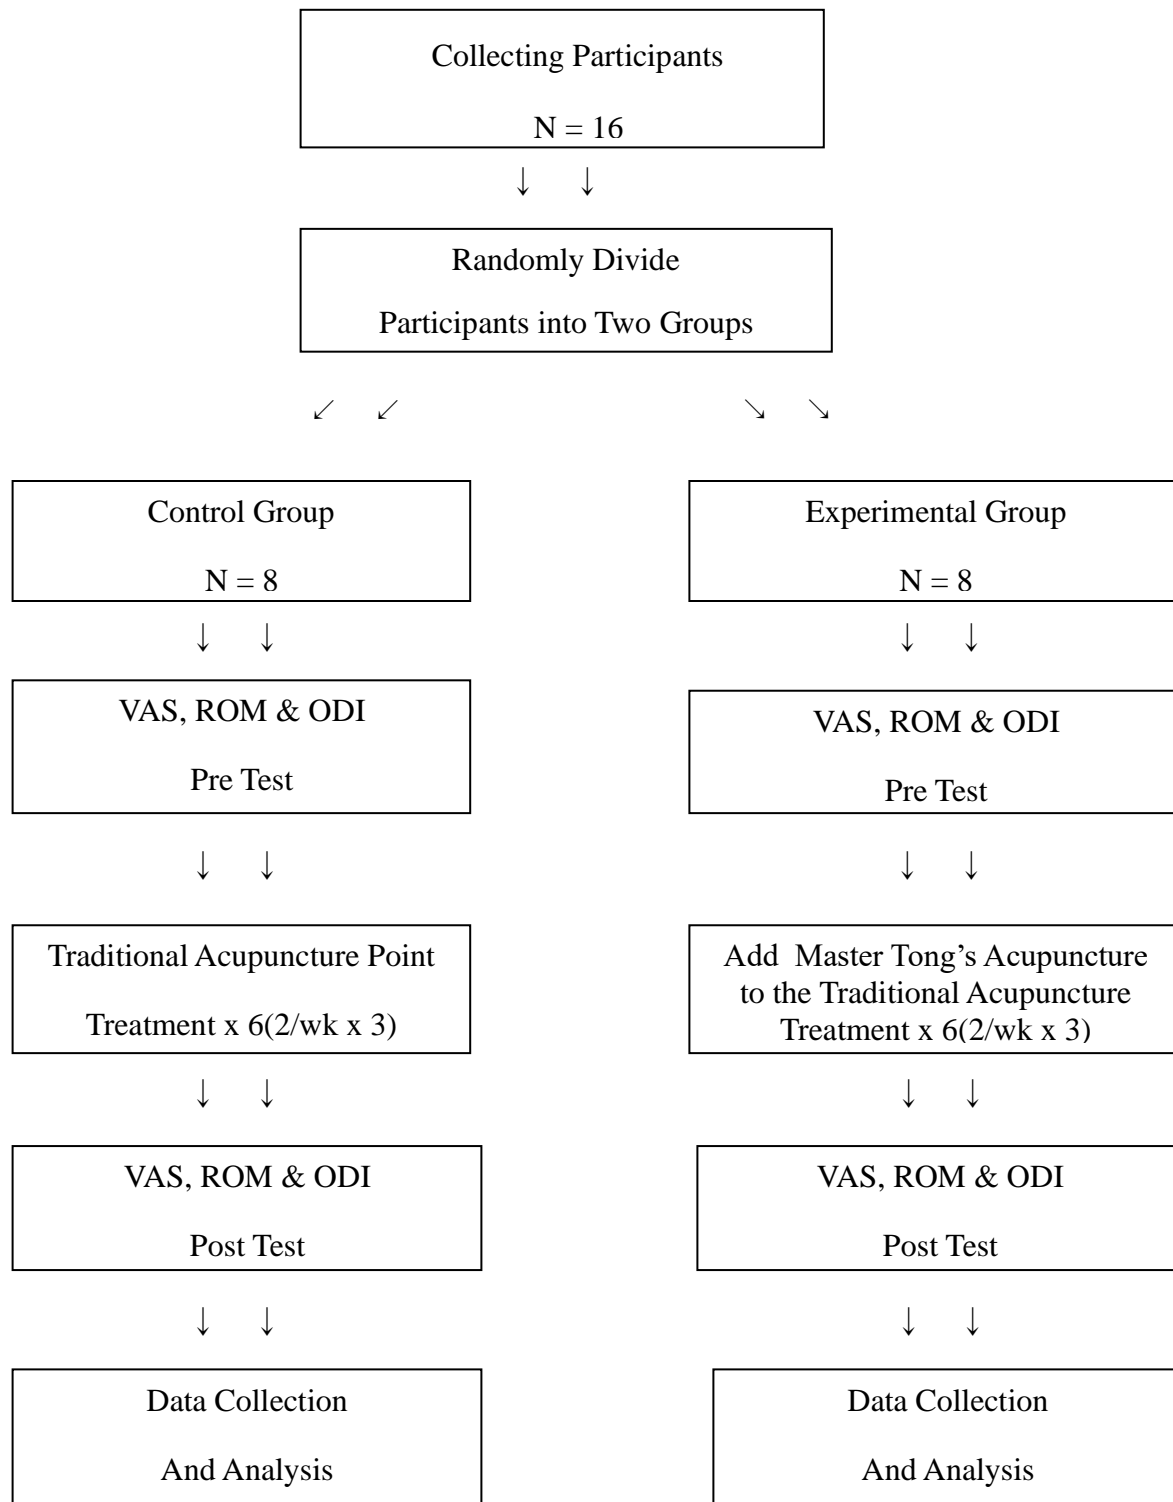 Collecting Participants
N = 16
↓ ↓
Randomly Divide
Participants into Two Groups
↙ ↙ ↘ ↘
Control Group
N = 8
↓ ↓
VAS, ROM & ODI
Pre Test
↓ ↓
Traditional Acupuncture Point
Treatment x 6(2/wk x 3)
↓ ↓
VAS, ROM & ODI
Post Test
↓ ↓
Data Collection
And Analysis
Experimental Group
N = 8
↓ ↓
VAS, ROM & ODI
Pre Test
↓ ↓
Add Master Tong’s Acupuncture
to the Traditional Acupuncture
Treatment x 6(2/wk x 3)
↓ ↓
VAS, ROM & ODI
Post Test
↓ ↓
Data Collection
And Analysis